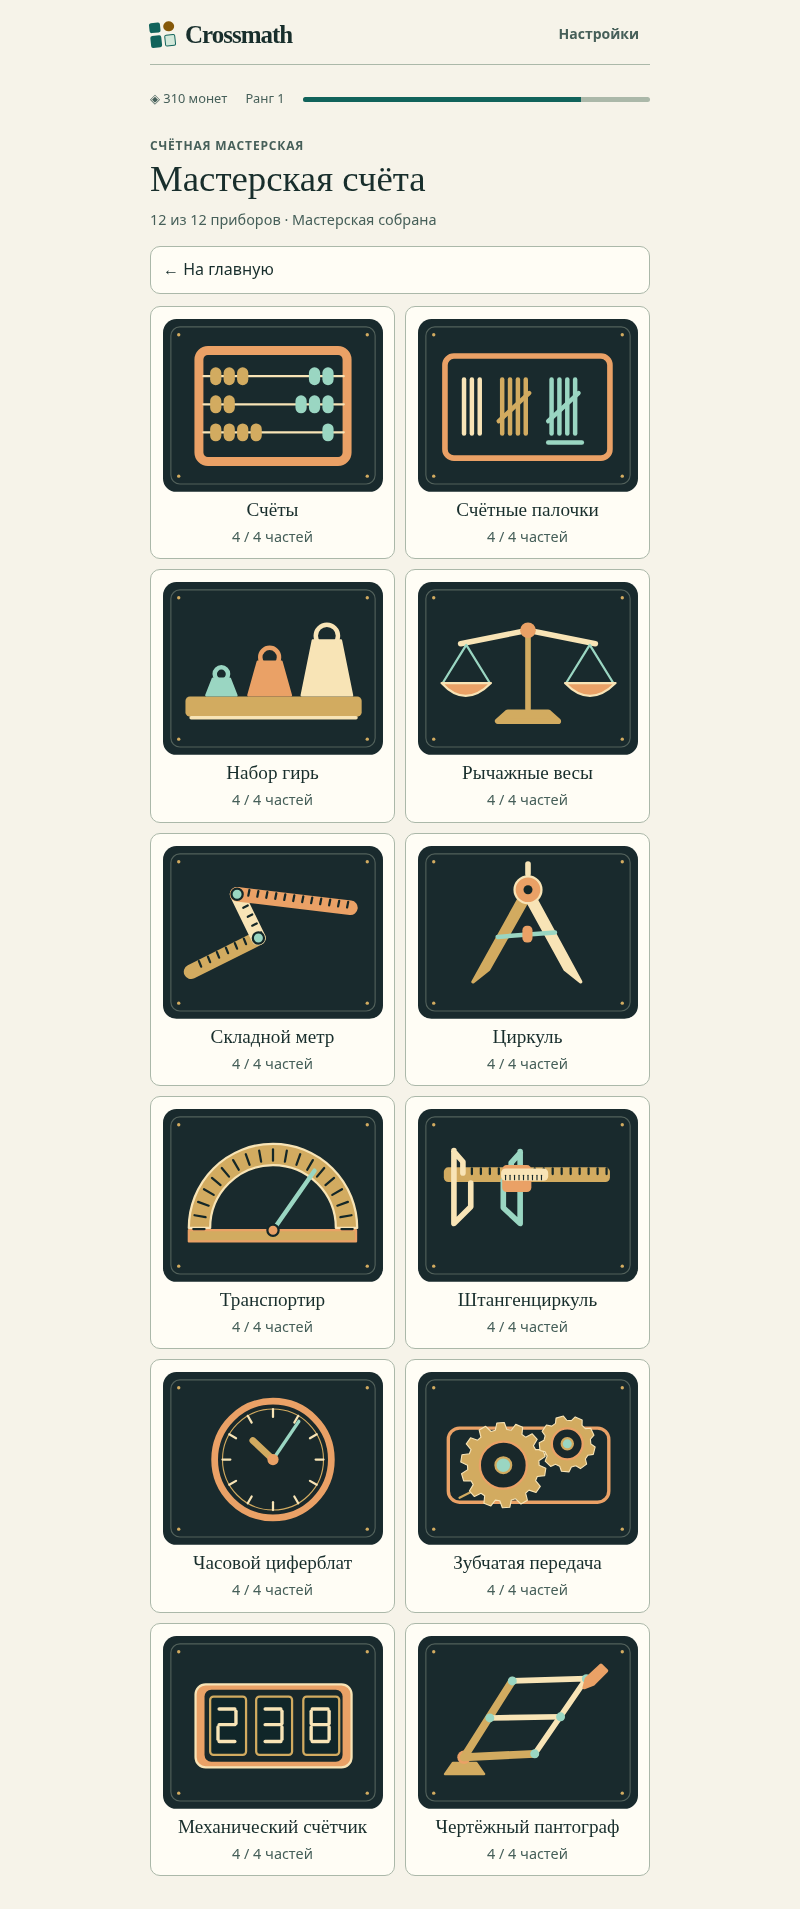 Crossmath
Настройки
◈ 310 монет Ранг 1
СЧЁТНАЯ МАСТЕРСКАЯ
Мастерская счёта
12 из 12 приборов · Мастерская собрана
← На главную
Счёты
4 / 4 частей
Счётные палочки
4 / 4 частей
Набор гирь
4 / 4 частей
Рычажные весы
4 / 4 частей
Складной метр
4 / 4 частей
Циркуль
4 / 4 частей
Транспортир
4 / 4 частей
Штангенциркуль
4 / 4 частей
Часовой циферблат
4 / 4 частей
Зубчатая передача
4 / 4 частей
238
Механический счётчик
4 / 4 частей
Чертёжный пантограф
4 / 4 частей